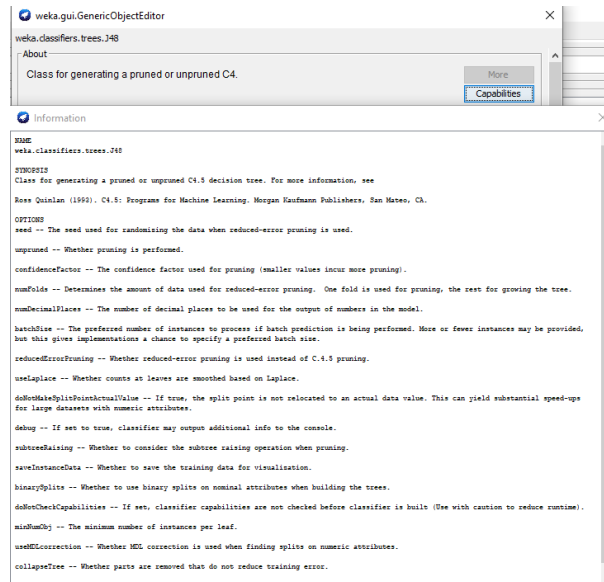 weka.gui.GenericObjectEditor
weka.classifiers.trees.J48
About
Class for generating a pruned or unpruned C4.
More
Capabilities
Information
NAME
weka.classifiers.trees.J48
SYNOPSIS
Class for generating a pruned or unpruned C4.5 decision tree. For more information, see
Ross Quinlan (1993). C4.5: Programs for Machine Learning. Morgan Kaufmann Publishers, San Mateo, CA.
OPTIONS
seed -- The seed used for randomizing the data when reduced-error pruning is used.
unpruned -- Whether pruning is performed.
confidenceFactor -- The confidence factor used for pruning (smaller values incur more pruning).
numFolds -- Determines the amount of data used for reduced-error pruning.  One fold is used for pruning, the rest for growing the tree.
numDecimalPlaces -- The number of decimal places to be used for the output of numbers in the model.
batchSize -- The preferred number of instances to process if batch prediction is being performed. More or fewer instances may be provided,
but this gives implementations a chance to specify a preferred batch size.
reducedErrorPruning -- Whether reduced-error pruning is used instead of C.4.5 pruning.
useLaplace -- Whether counts at leaves are smoothed based on Laplace.
doNotMakeSplitPointActualValue -- If true, the split point is not relocated to an actual data value. This can yield substantial speed-ups
for large datasets with numeric attributes.
debug -- If set to true, classifier may output additional info to the console.
subtreeRaising -- Whether to consider the subtree raising operation when pruning.
saveInstanceData -- Whether to save the training data for visualization.
binarySplits -- Whether to use binary splits on nominal attributes when building the trees.
doNotCheckCapabilities -- If set, classifier capabilities are not checked before classifier is built (Use with caution to reduce runtime).
minNumObj -- The minimum number of instances per leaf.
useMDLcorrection -- Whether MDL correction is used when finding splits on numeric attributes.
collapseTree -- Whether parts are removed that do not reduce training error.